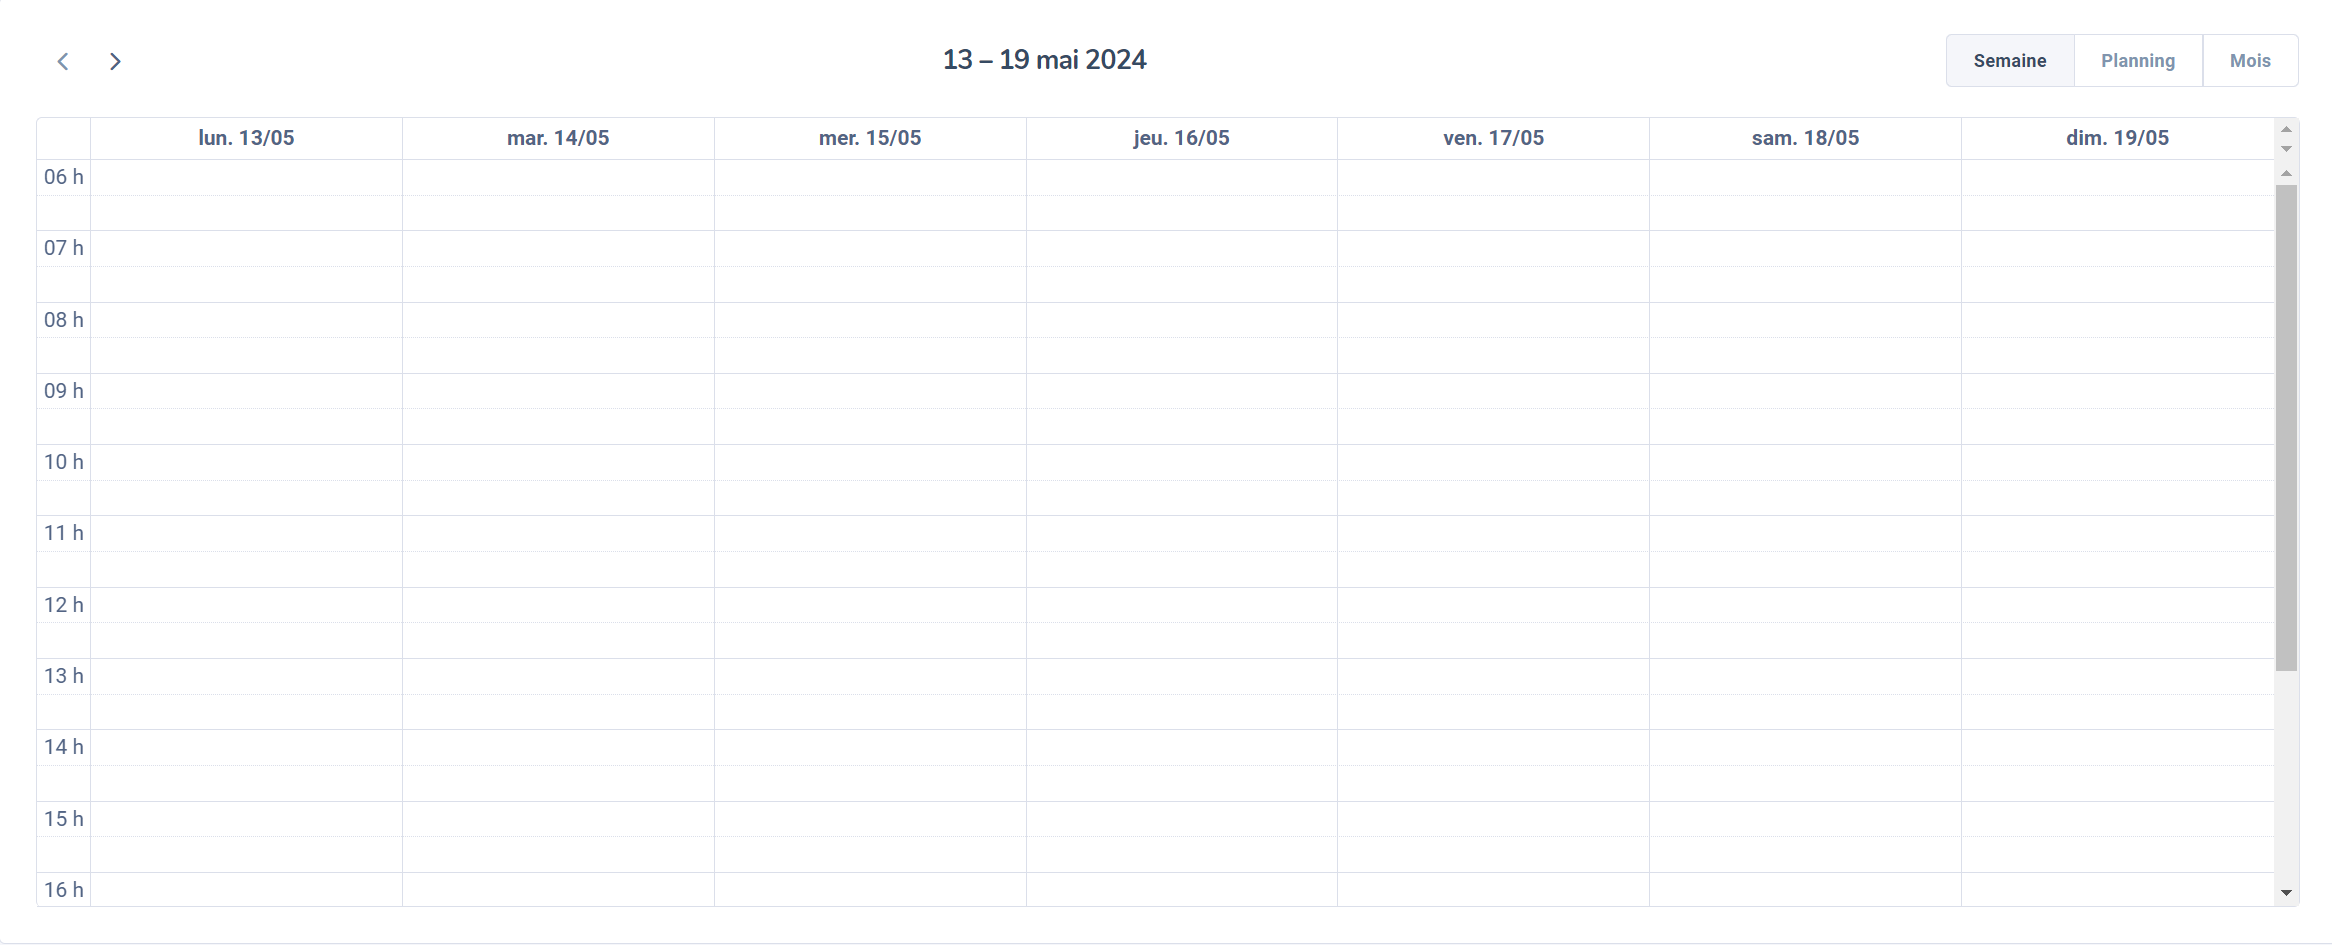 13 – 19 mai 2024
Semaine Planning Mois
lun. 13/05 mar. 14/05 mer. 15/05 jeu. 16/05 ven. 17/05 sam. 18/05 dim. 19/05
06 h
07 h
08 h
09 h
10 h
11 h
12 h
13 h
14 h
15 h
16 h